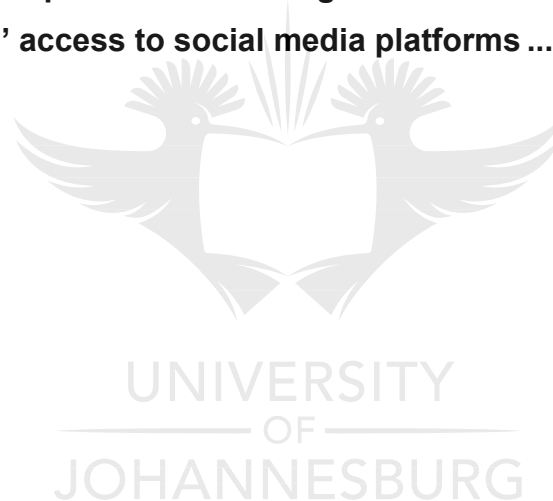 ’ access to social media platforms ...
UNIVERSITY
OF
JOHANNESBURG